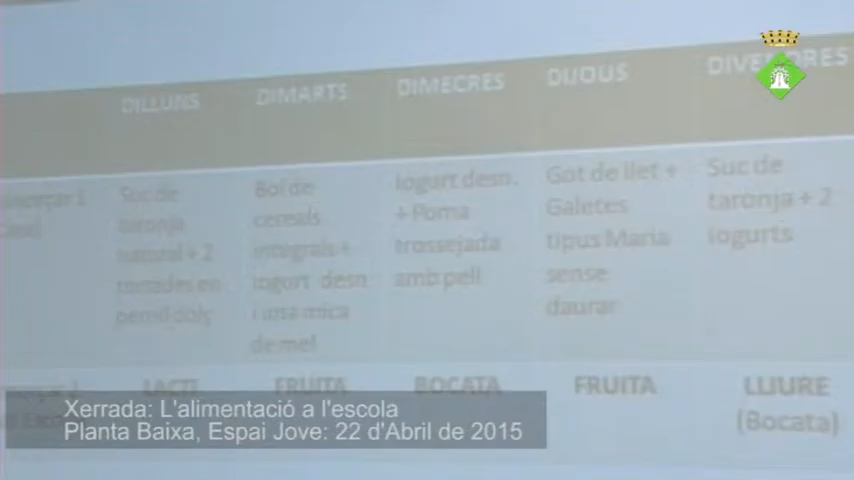 DILLUNS DIMARTS DIMECRES DIJOUS DIVENDRES
Suc de
taronja
natural + 2
torrades en
pernil dolç
Bol de
cereals
integrals +
iogurt desn
i una mica
de mel
Iogurt desn.
+ Poma
trossejada
amb pell
Got de llet +
Galetes
tipus Maria
sense
daurar
Suc de
taronja + 2
iogurts
LACTI FRUITA BOCATA FRUITA LLIURE
(Bocata)
Xerrada: L'alimentació a l'escola
Planta Baixa, Espai Jove: 22 d'Abril de 2015